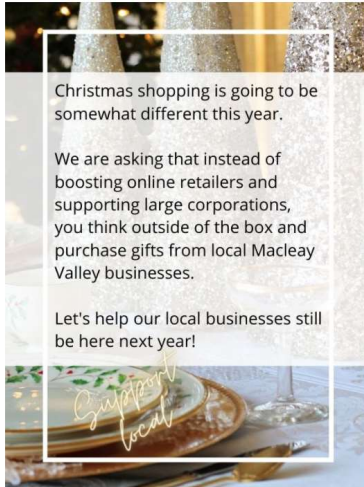 Christmas shopping is going to be
somewhat different this year.
We are asking that instead of
boosting online retailers and
supporting large corporations,
you think outside of the box and
purchase gifts from local Macleay
Valley businesses.
Let's help our local businesses still
be here next year!
Support
local